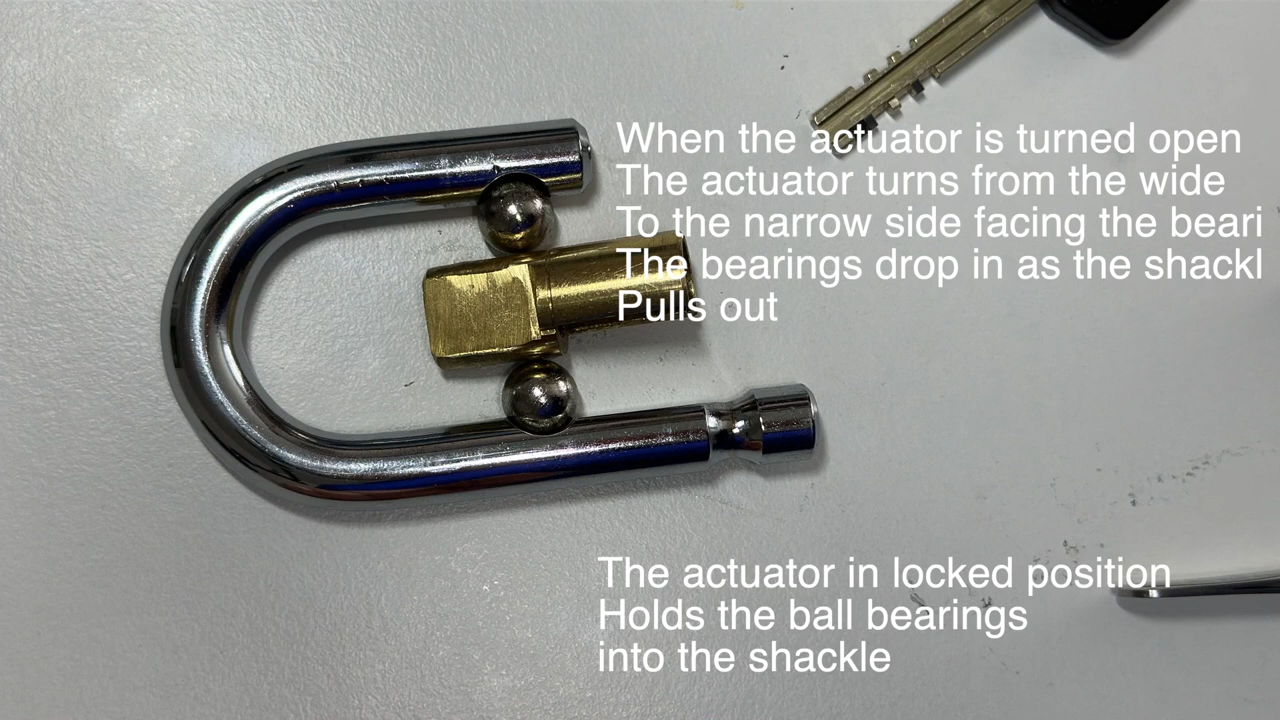 When the actuator is turned open
The actuator turns from the wide
To the narrow side facing the beari
The bearings drop in as the shackl
Pulls out
The actuator in locked position
Holds the ball bearings
into the shackle